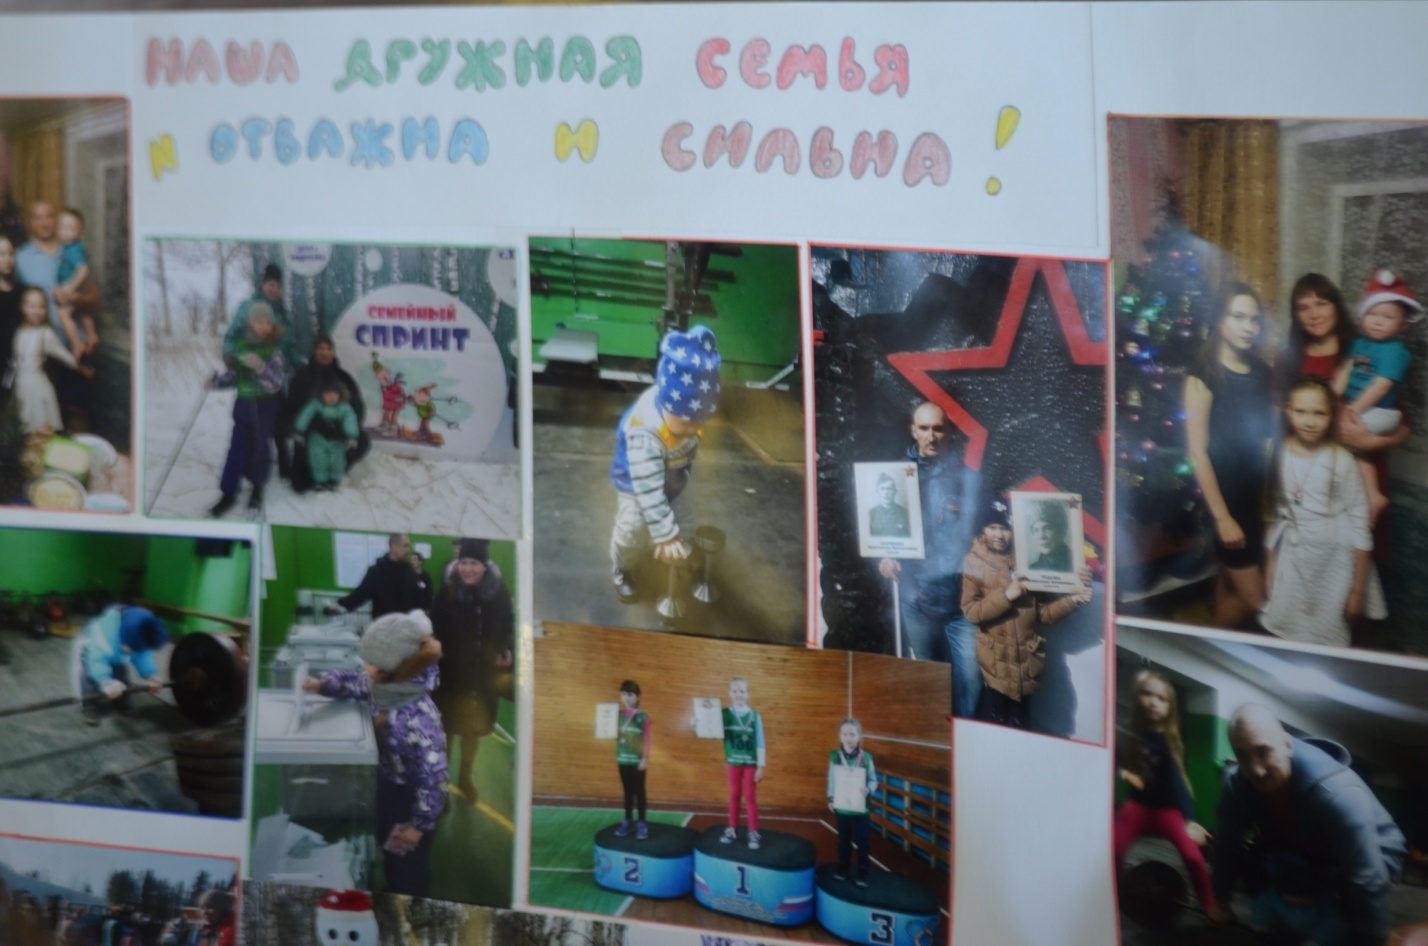 НАША ДРУЖНАЯ СЕМЬЯ
И ОТВАЖНА И СИЛЬНА!
СЕМЕЙНЫЙ
СПРИНТ
2
1
3